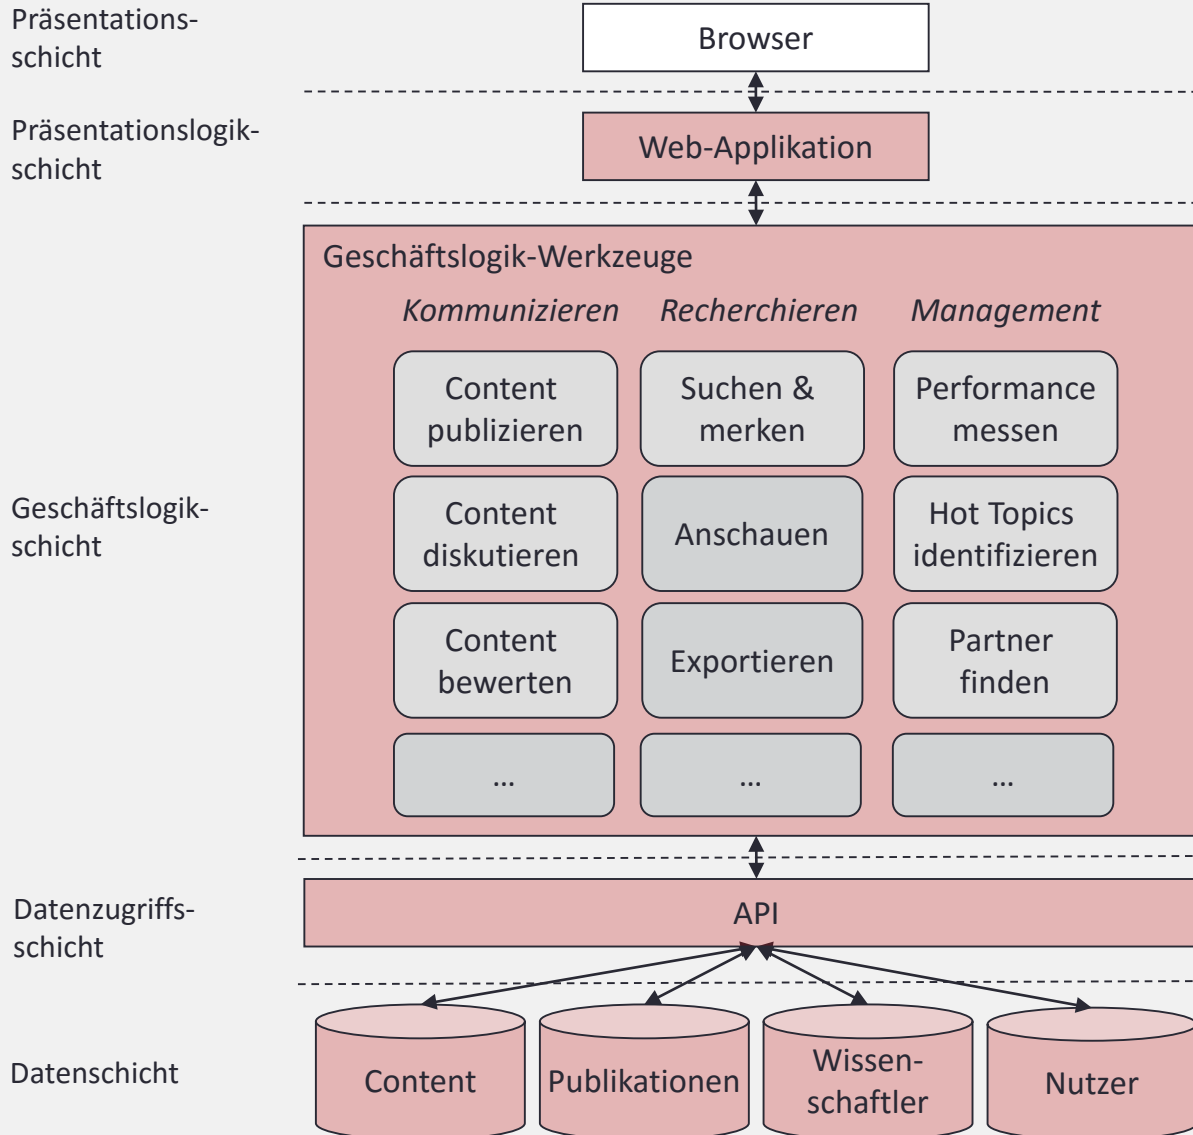 Präsentations-
schicht
Browser
Präsentationslogik-
schicht
Web-Applikation
Geschäftslogik-
schicht
Geschäftslogik-Werkzeuge
Kommunizieren
Recherchieren
Management
Content
publizieren
Suchen &
merken
Performance
messen
Content
diskutieren
Anschauen
Hot Topics
identifizieren
Content
bewerten
Exportieren
Partner
finden
...
...
...
Datenzugriffs-
schicht
API
Datenschicht
Content
Publikationen
Wissen-
schaftler
Nutzer